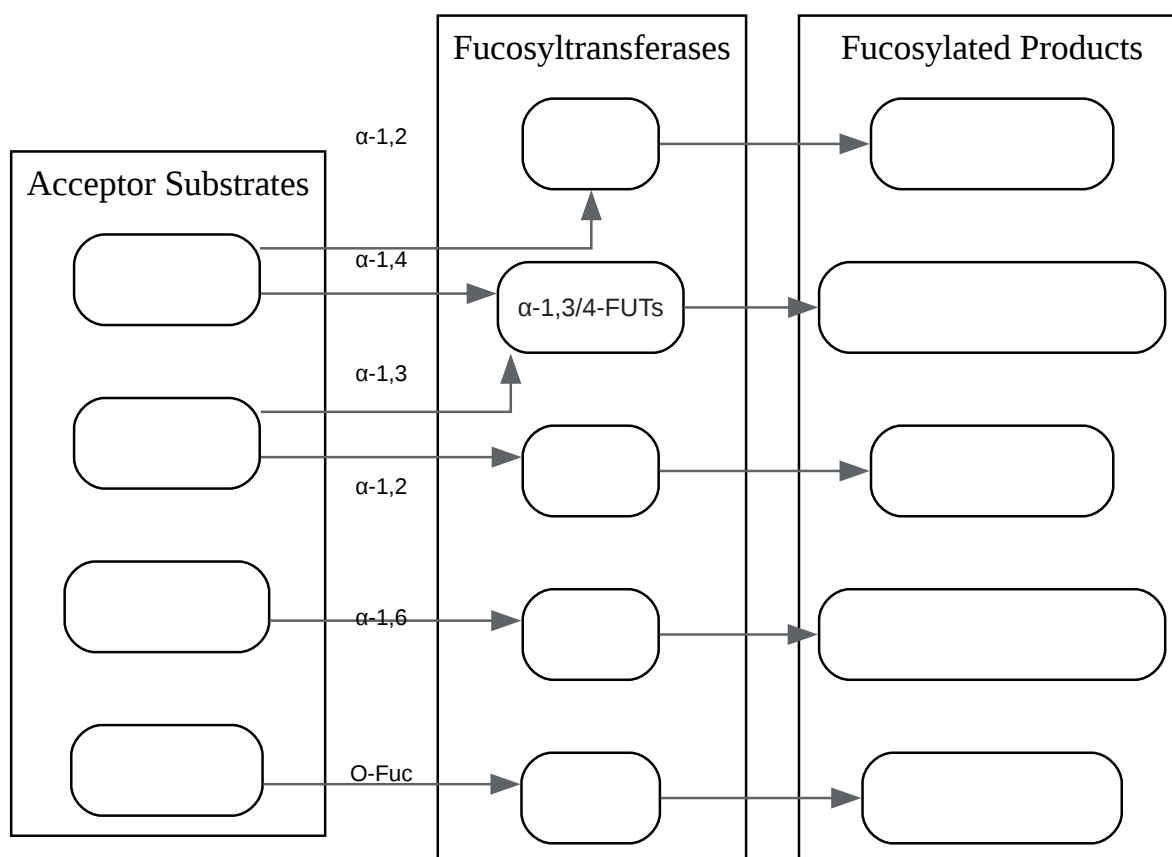 Fucosyltransferases
Fucosylated Products
α-1,2
Acceptor Substrates
α-1,4
α-1,3/4-FUTs
α-1,3
α-1,2
α-1,6
O-Fuc